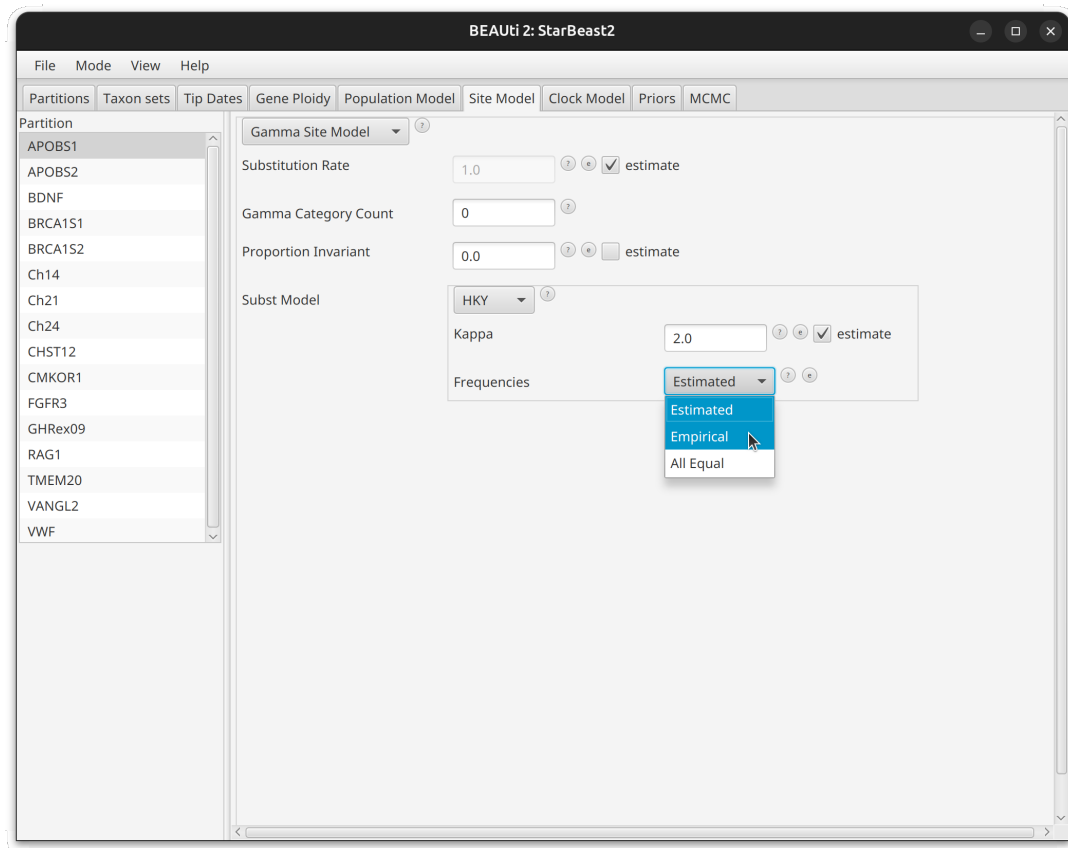 BEAUti 2: StarBeast2
File Mode View Help
Partitions Taxon sets Tip Dates Gene Ploidy Population Model Site Model Clock Model Priors MCMC
Partition
APOBS1
APOBS2
BDNF
BRCA1S1
BRCA1S2
Ch14
Ch21
Ch24
CHST12
CMKOR1
FGFR3
GHRex09
RAG1
TMEM20
VANGL2
VWF
Gamma Site Model ?
Substitution Rate 1.0 ? e estimate
Gamma Category Count 0 ?
Proportion Invariant 0.0 ? e estimate
Subst Model HKY ?
Kappa 2.0 ? e estimate
Frequencies Estimated ? e
Estimated
Empirical
All Equal